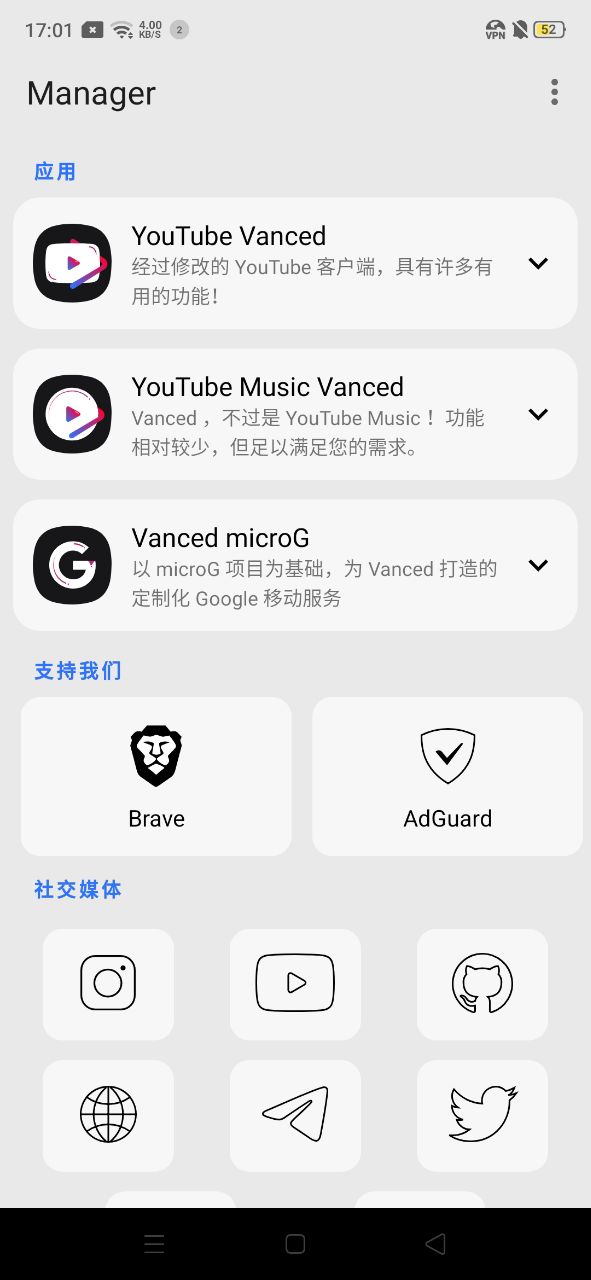 17:01 4.00 KB/S 2 VPN 52
Manager
应用
YouTube Vanced
经过修改的 YouTube 客户端，具有许多有
用的功能！
YouTube Music Vanced
Vanced ，不过是 YouTube Music ！功能
相对较少，但足以满足您的需求。
Vanced microG
以 microG 项目为基础，为 Vanced 打造的
定制化 Google 移动服务
支持我们
Brave AdGuard
社交媒体